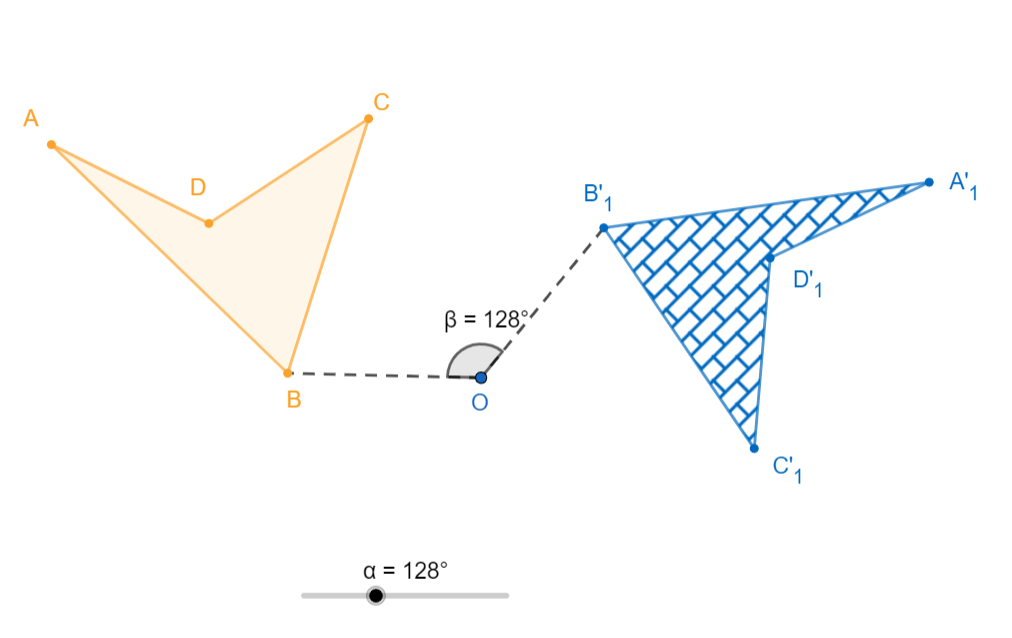 C
A
D
B'₁
A'₁
D'₁
β = 128°
B
O
C'₁
α = 128°